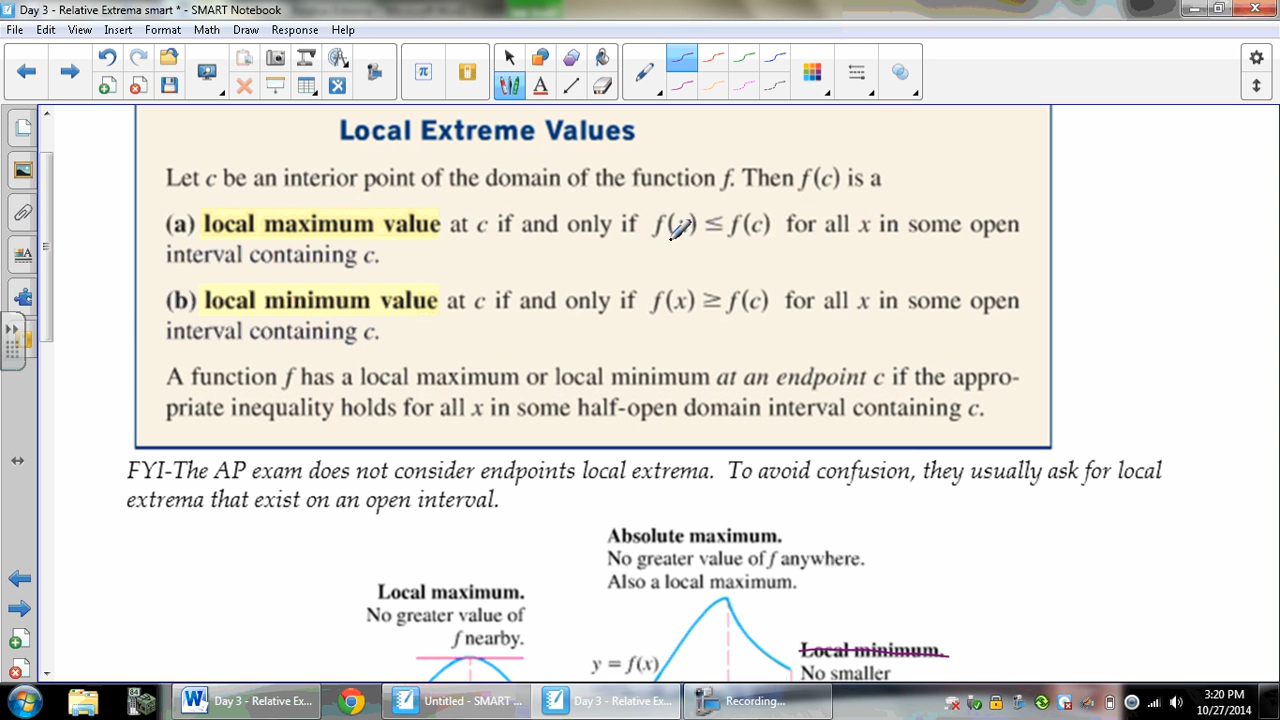 Day 3 - Relative Extrema smart * - SMART Notebook
File Edit View Insert Format Math Draw Response Help
Local Extreme Values
Let c be an interior point of the domain of the function f. Then f(c) is a
(a) local maximum value at c if and only if f( ) ≤ f(c) for all x in some open
interval containing c.
(b) local minimum value at c if and only if f(x) ≥ f(c) for all x in some open
interval containing c.
A function f has a local maximum or local minimum at an endpoint c if the appro-
priate inequality holds for all x in some half-open domain interval containing c.
FYI-The AP exam does not consider endpoints local extrema. To avoid confusion, they usually ask for local
extrema that exist on an open interval.
Absolute maximum.
No greater value of f anywhere.
Also a local maximum.
Local maximum.
No greater value of
f nearby.
Local minimum.
No smaller
y = f(x)
Day 3 - Relative Ex...
Untitled - SMART ...
Day 3 - Relative Ex...
Recording...
3:20 PM
10/27/2014